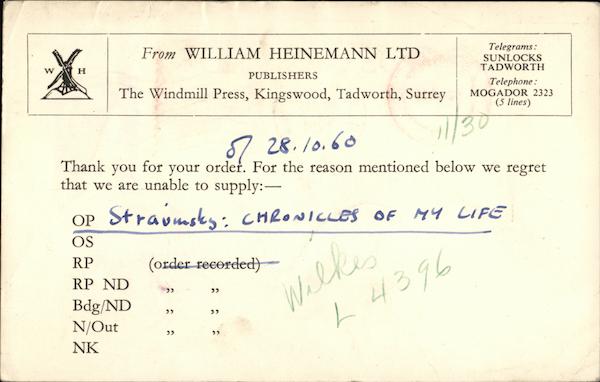 W H
From WILLIAM HEINEMANN LTD
PUBLISHERS
The Windmill Press, Kingswood, Tadworth, Surrey
Telegrams:
SUNLOCKS
TADWORTH
Telephone:
MOGADOR 2323
(5 lines)
11/30
of 28.10.60
Thank you for your order. For the reason mentioned below we regret
that we are unable to supply:—
OP Stravinsky: CHRONICLES OF MY LIFE
OS
RP (order recorded)
RP ND „ „
Bdg/ND „ „
N/Out „ „
NK
Wilkes
L 4396